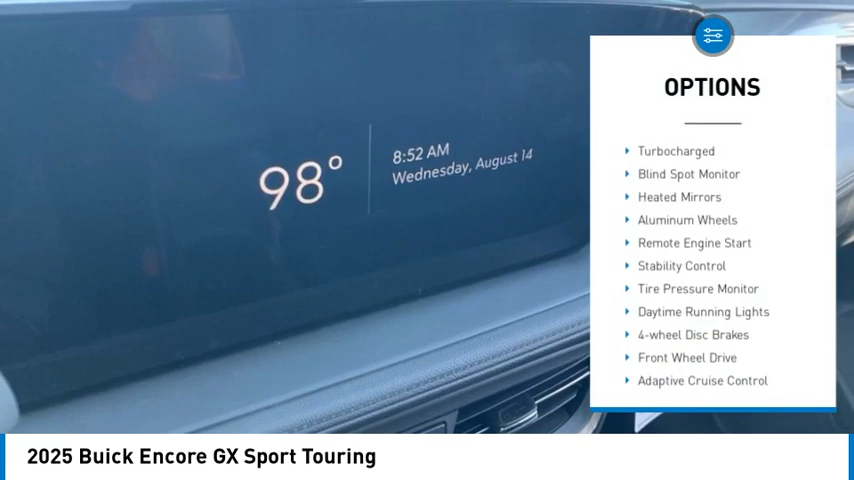 98°
8:52 AM
Wednesday, August 14
OPTIONS
Turbocharged
Blind Spot Monitor
Heated Mirrors
Aluminum Wheels
Remote Engine Start
Stability Control
Tire Pressure Monitor
Daytime Running Lights
4-wheel Disc Brakes
Front Wheel Drive
Adaptive Cruise Control
2025 Buick Encore GX Sport Touring